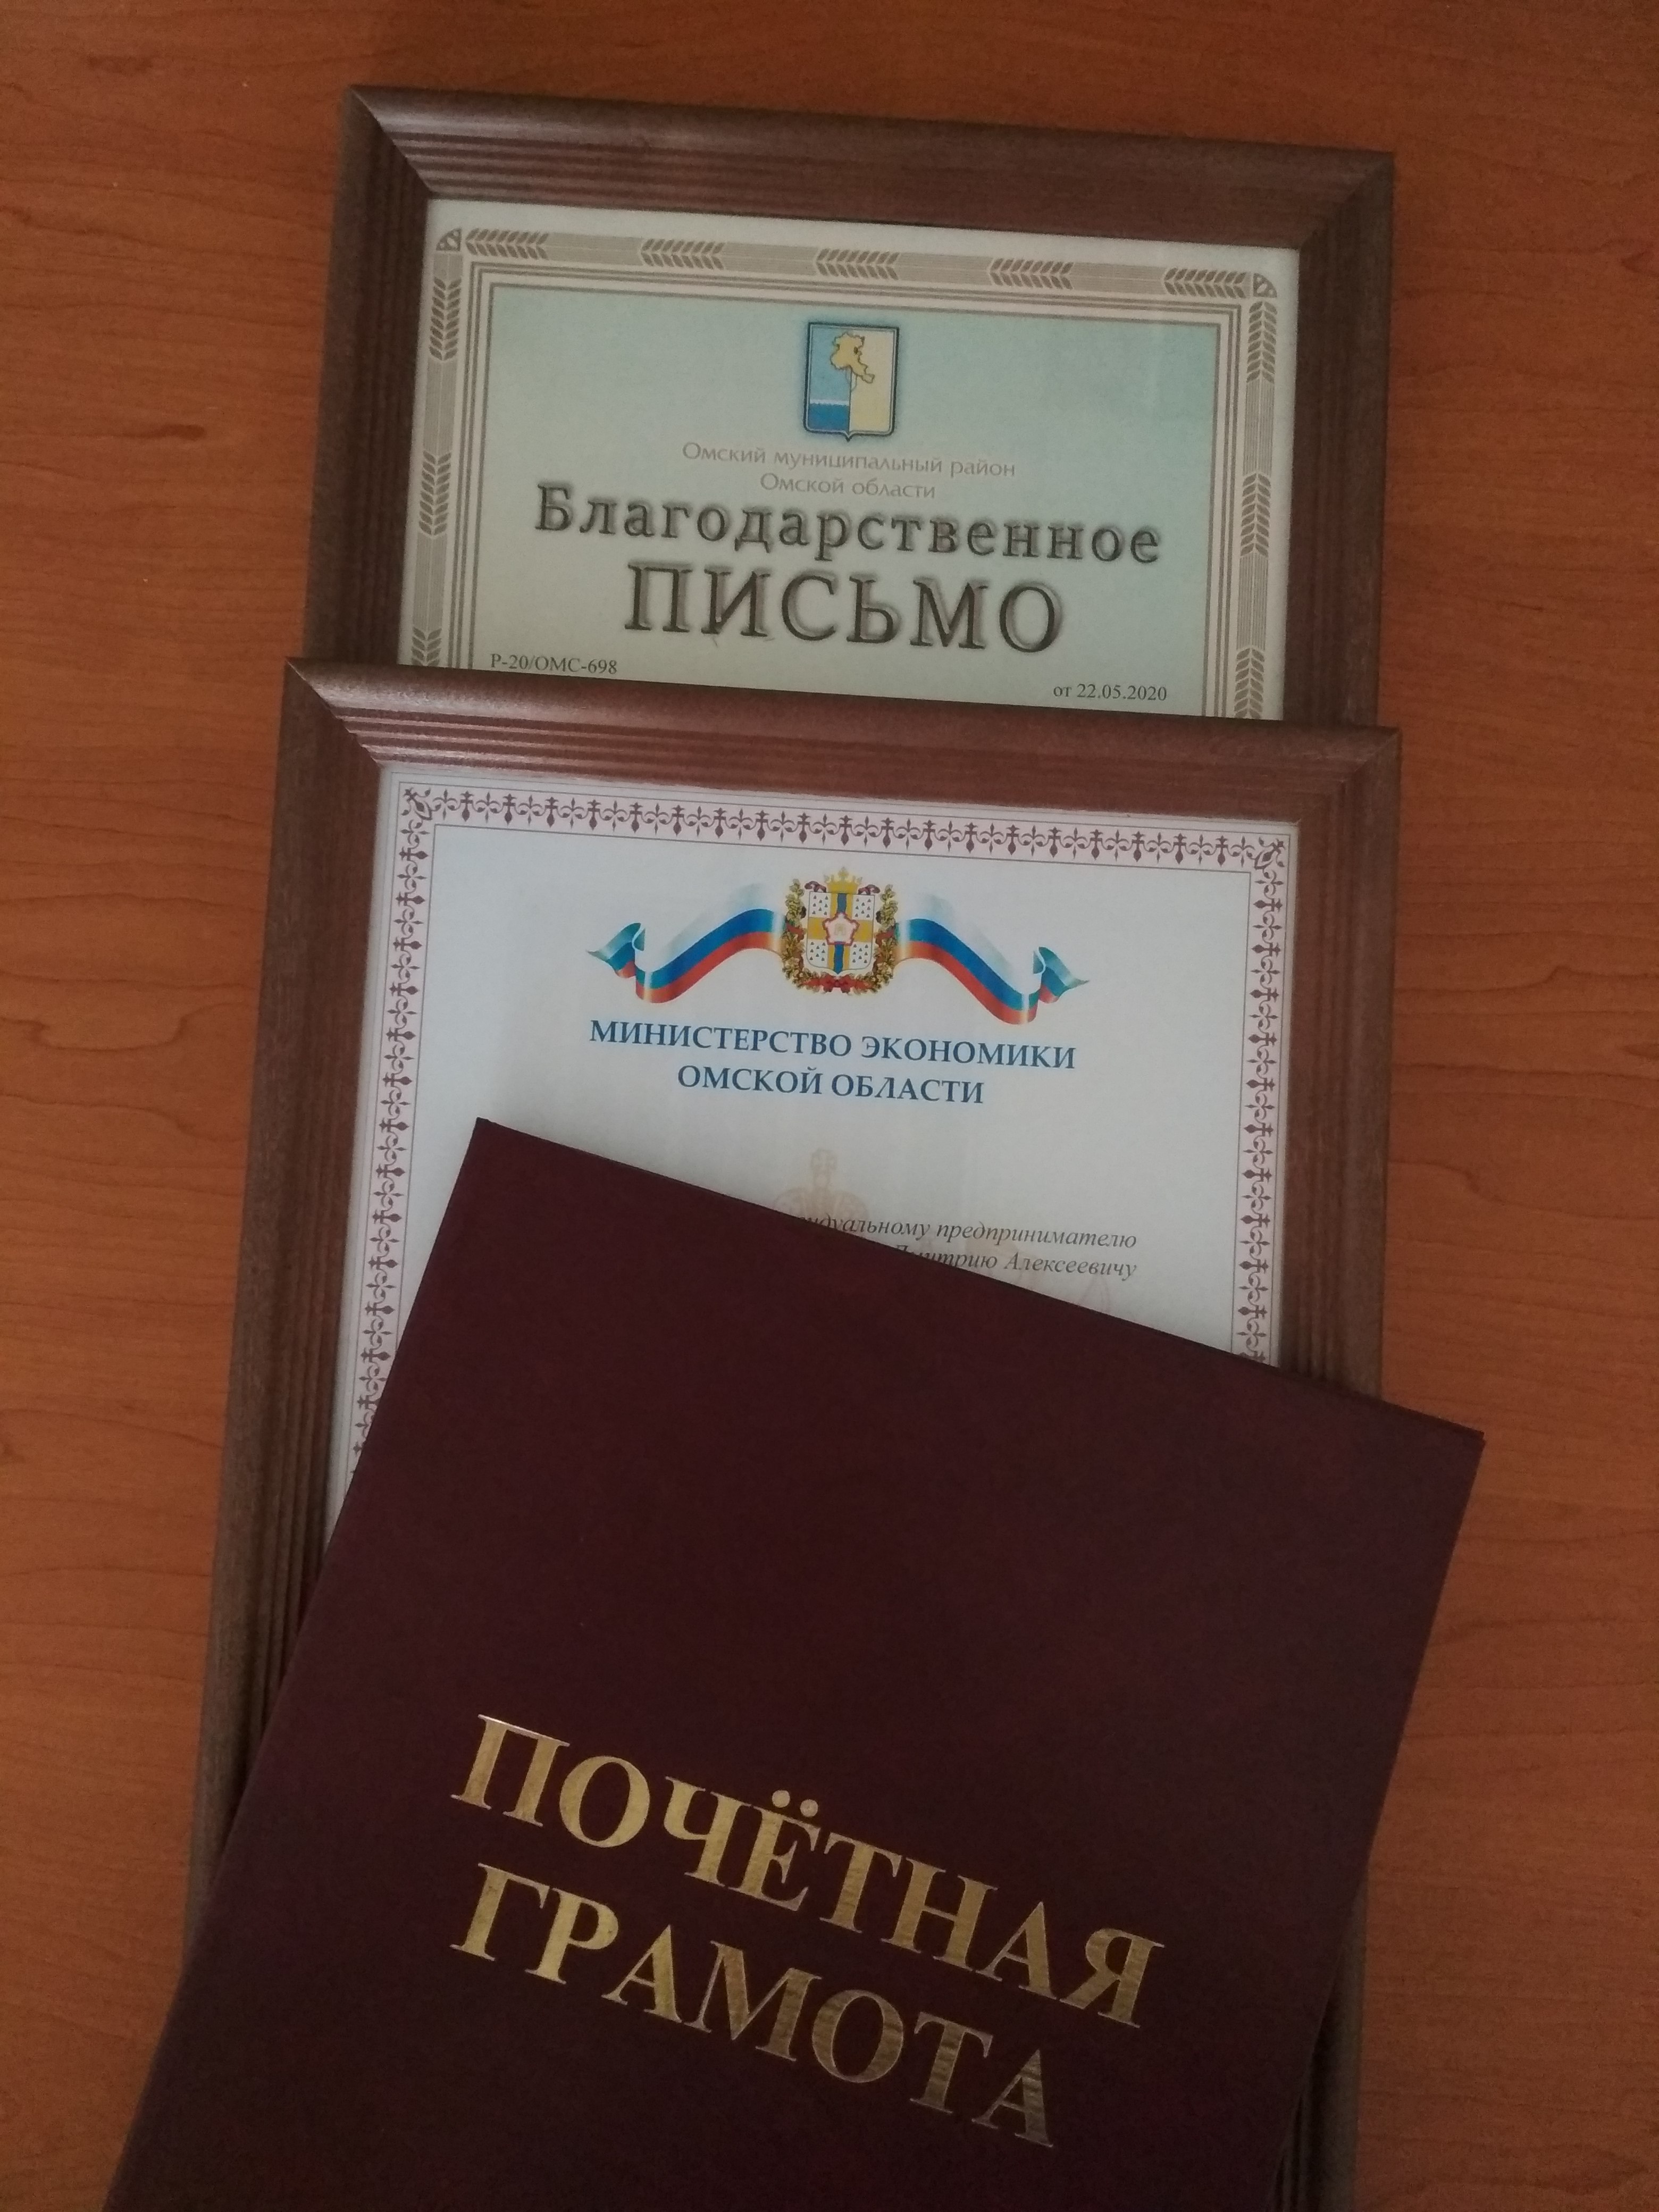 Омский муниципальный район
Омской области
Благодарственное
ПИСЬМО
Р-20/ОМС-698
от 22.05.2020
МИНИСТЕРСТВО ЭКОНОМИКИ
ОМСКОЙ ОБЛАСТИ
предпринимателю
Дмитрию Алексеевичу
ПОЧЁТНАЯ
ГРАМОТА